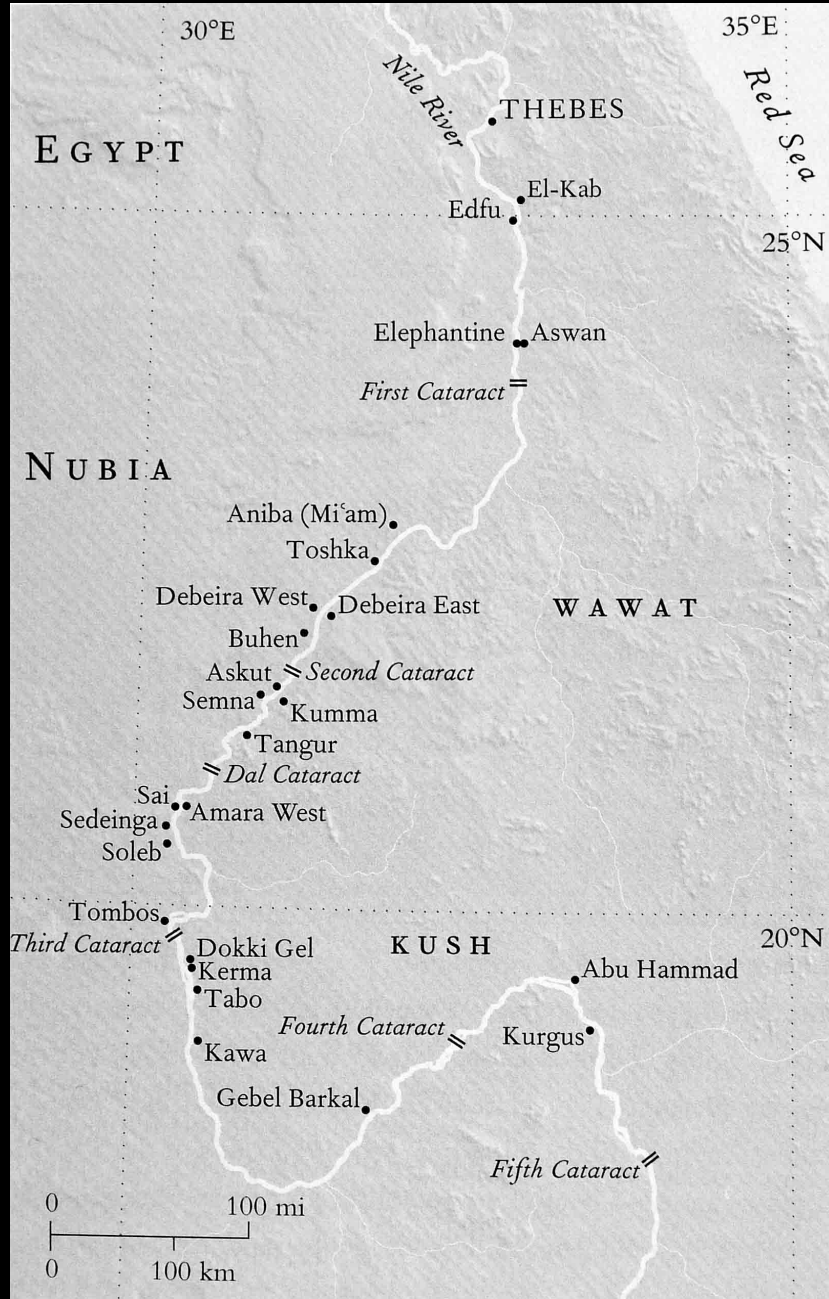 30°E
35°E
Nile River
Red Sea
THEBES
EGYPT
El-Kab
Edfu
25°N
Elephantine
Aswan
First Cataract
NUBIA
Aniba (Miʿam)
Toshka
Debeira West
Debeira East
WAWAT
Buhen
Askut
Second Cataract
Semna
Kumma
Tangur
Dal Cataract
Sai
Amara West
Sedeinga
Soleb
Tombos
Third Cataract
KUSH
20°N
Dokki Gel
Kerma
Abu Hammad
Tabo
Fourth Cataract
Kurgus
Kawa
Gebel Barkal
Fifth Cataract
0
100 mi
0
100 km